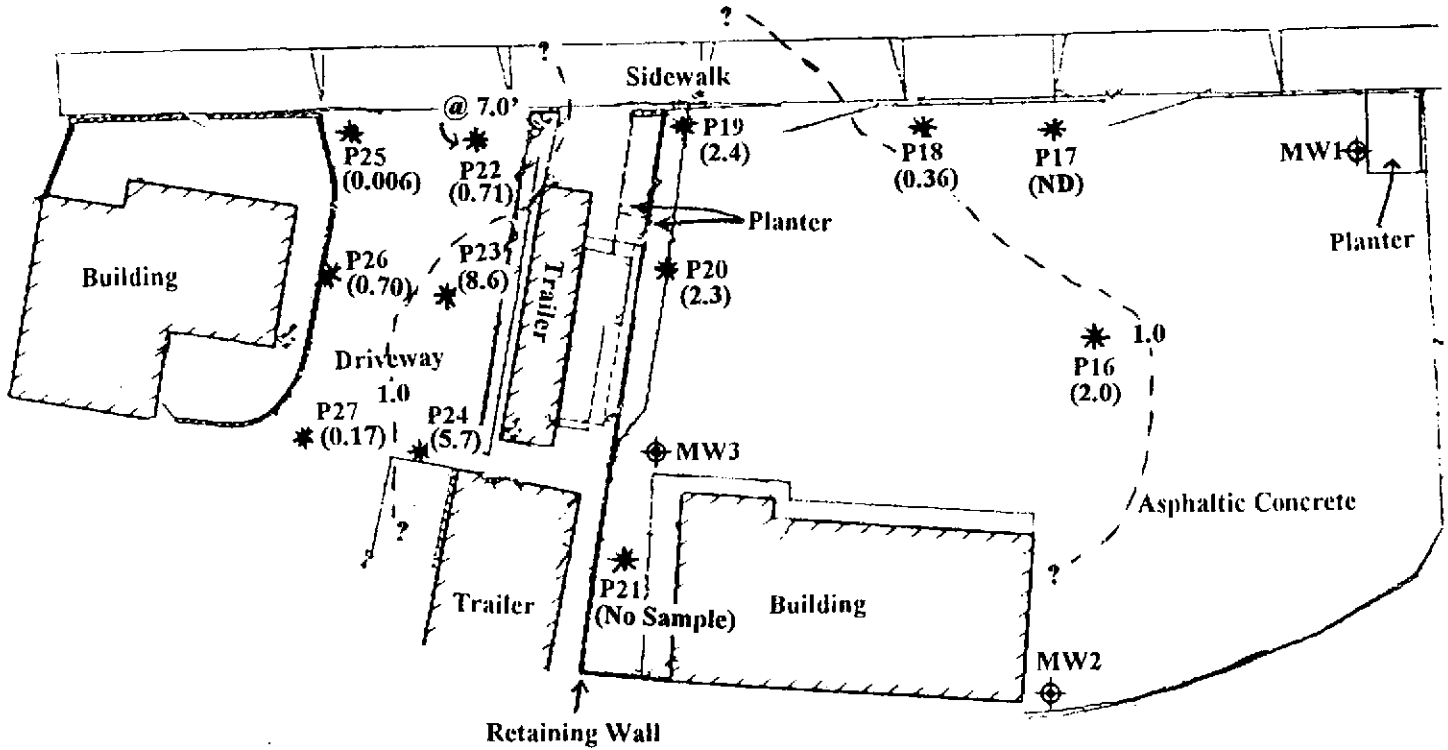 ?
?
Sidewalk
@ 7.0'
P25
(0.006)
P22
(0.71)
P19
(2.4)
P18
(0.36)
P17
(ND)
MW1
Planter
Planter
Building
P26
(0.70)
P23
(8.6)
Trailer
P20
(2.3)
P16
(2.0)
1.0
Driveway
1.0
P27
(0.17)
P24
(5.7)
MW3
Asphaltic Concrete
?
?
P21
(No Sample)
Trailer
Building
MW2
Retaining Wall